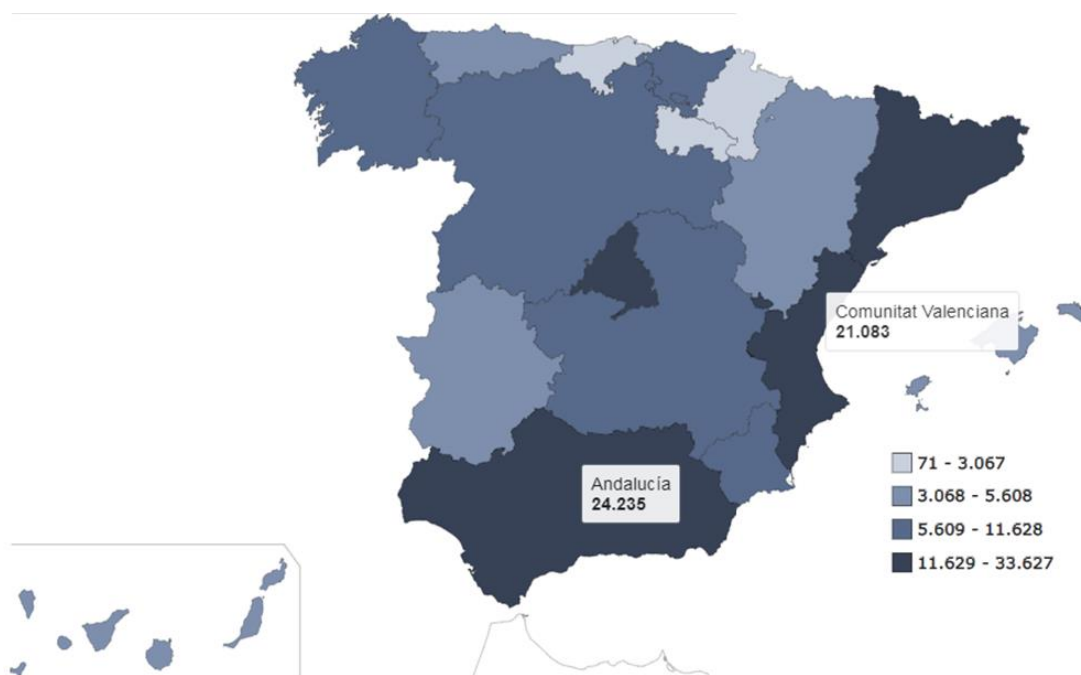 Comunitat Valenciana
21.083
Andalucía
24.235
71 - 3.067
3.068 - 5.608
5.609 - 11.628
11.629 - 33.627